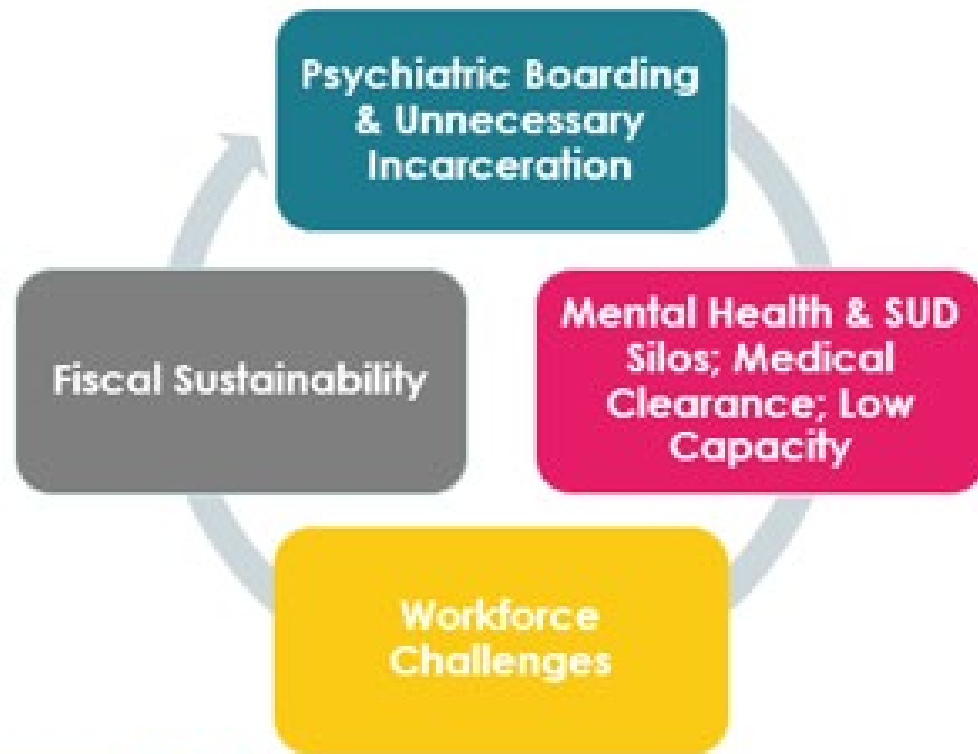 Psychiatric Boarding
& Unnecessary
Incarceration
Mental Health & SUD
Silos; Medical
Clearance; Low
Capacity
Workforce
Challenges
Fiscal Sustainability